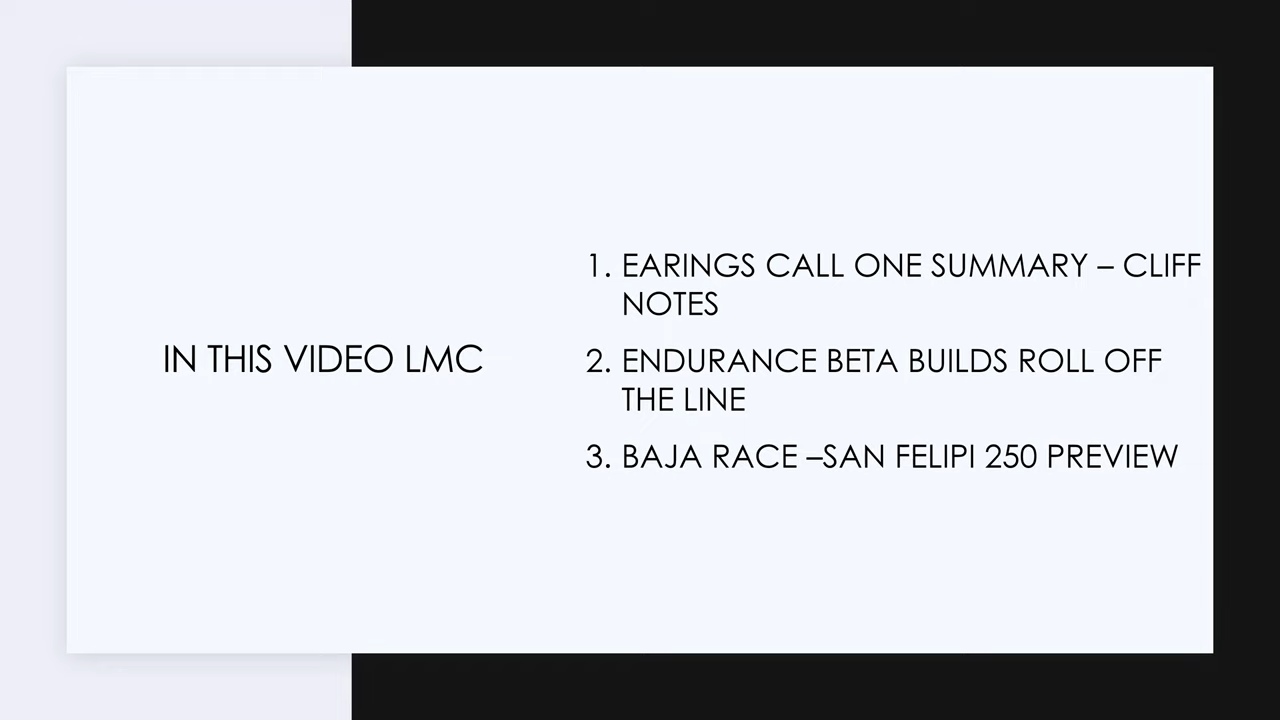 IN THIS VIDEO LMC
1. EARINGS CALL ONE SUMMARY – CLIFF
NOTES
2. ENDURANCE BETA BUILDS ROLL OFF
THE LINE
3. BAJA RACE –SAN FELIPI 250 PREVIEW